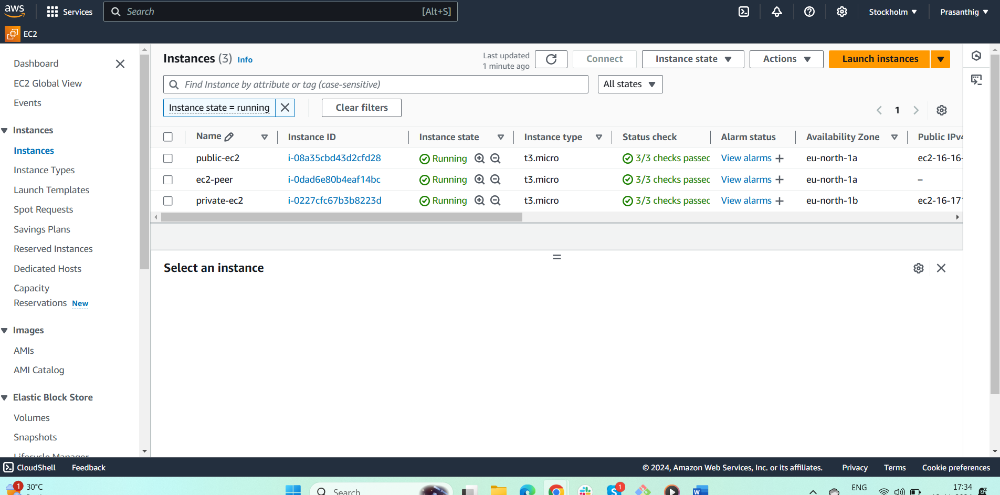 aws Services Search [Alt+S] Stockholm ▼ Prasanthig ▼
EC2
Dashboard
EC2 Global View
Events
Instances
Instances
Instance Types
Launch Templates
Spot Requests
Savings Plans
Reserved Instances
Dedicated Hosts
Capacity
Reservations New
Images
AMIs
AMI Catalog
Elastic Block Store
Volumes
Snapshots
Lifecycle Manager
Instances (3) Info
Last updated
1 minute ago
Connect Instance state ▼ Actions ▼ Launch instances ▼
Find Instance by attribute or tag (case-sensitive) All states ▼
Instance state = running Clear filters
1
Name Instance ID Instance state Instance type Status check Alarm status Availability Zone Public IPv4
public-ec2 i-08a35cbd43d2cfd28 Running t3.micro 3/3 checks passed View alarms + eu-north-1a ec2-16-16-
ec2-peer i-0dad6e80b4eaf14bc Running t3.micro 3/3 checks passed View alarms + eu-north-1a –
private-ec2 i-0227cfc67b3b8223d Running t3.micro 3/3 checks passed View alarms + eu-north-1b ec2-16-171
Select an instance
CloudShell Feedback © 2024, Amazon Web Services, Inc. or its affiliates. Privacy Terms Cookie preferences
1 30°C Search 1 ENG 17:34